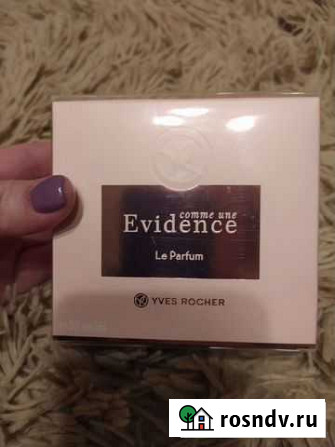 comme une
Evidence
Le Parfum
YVES ROCHER
rosndv.ru